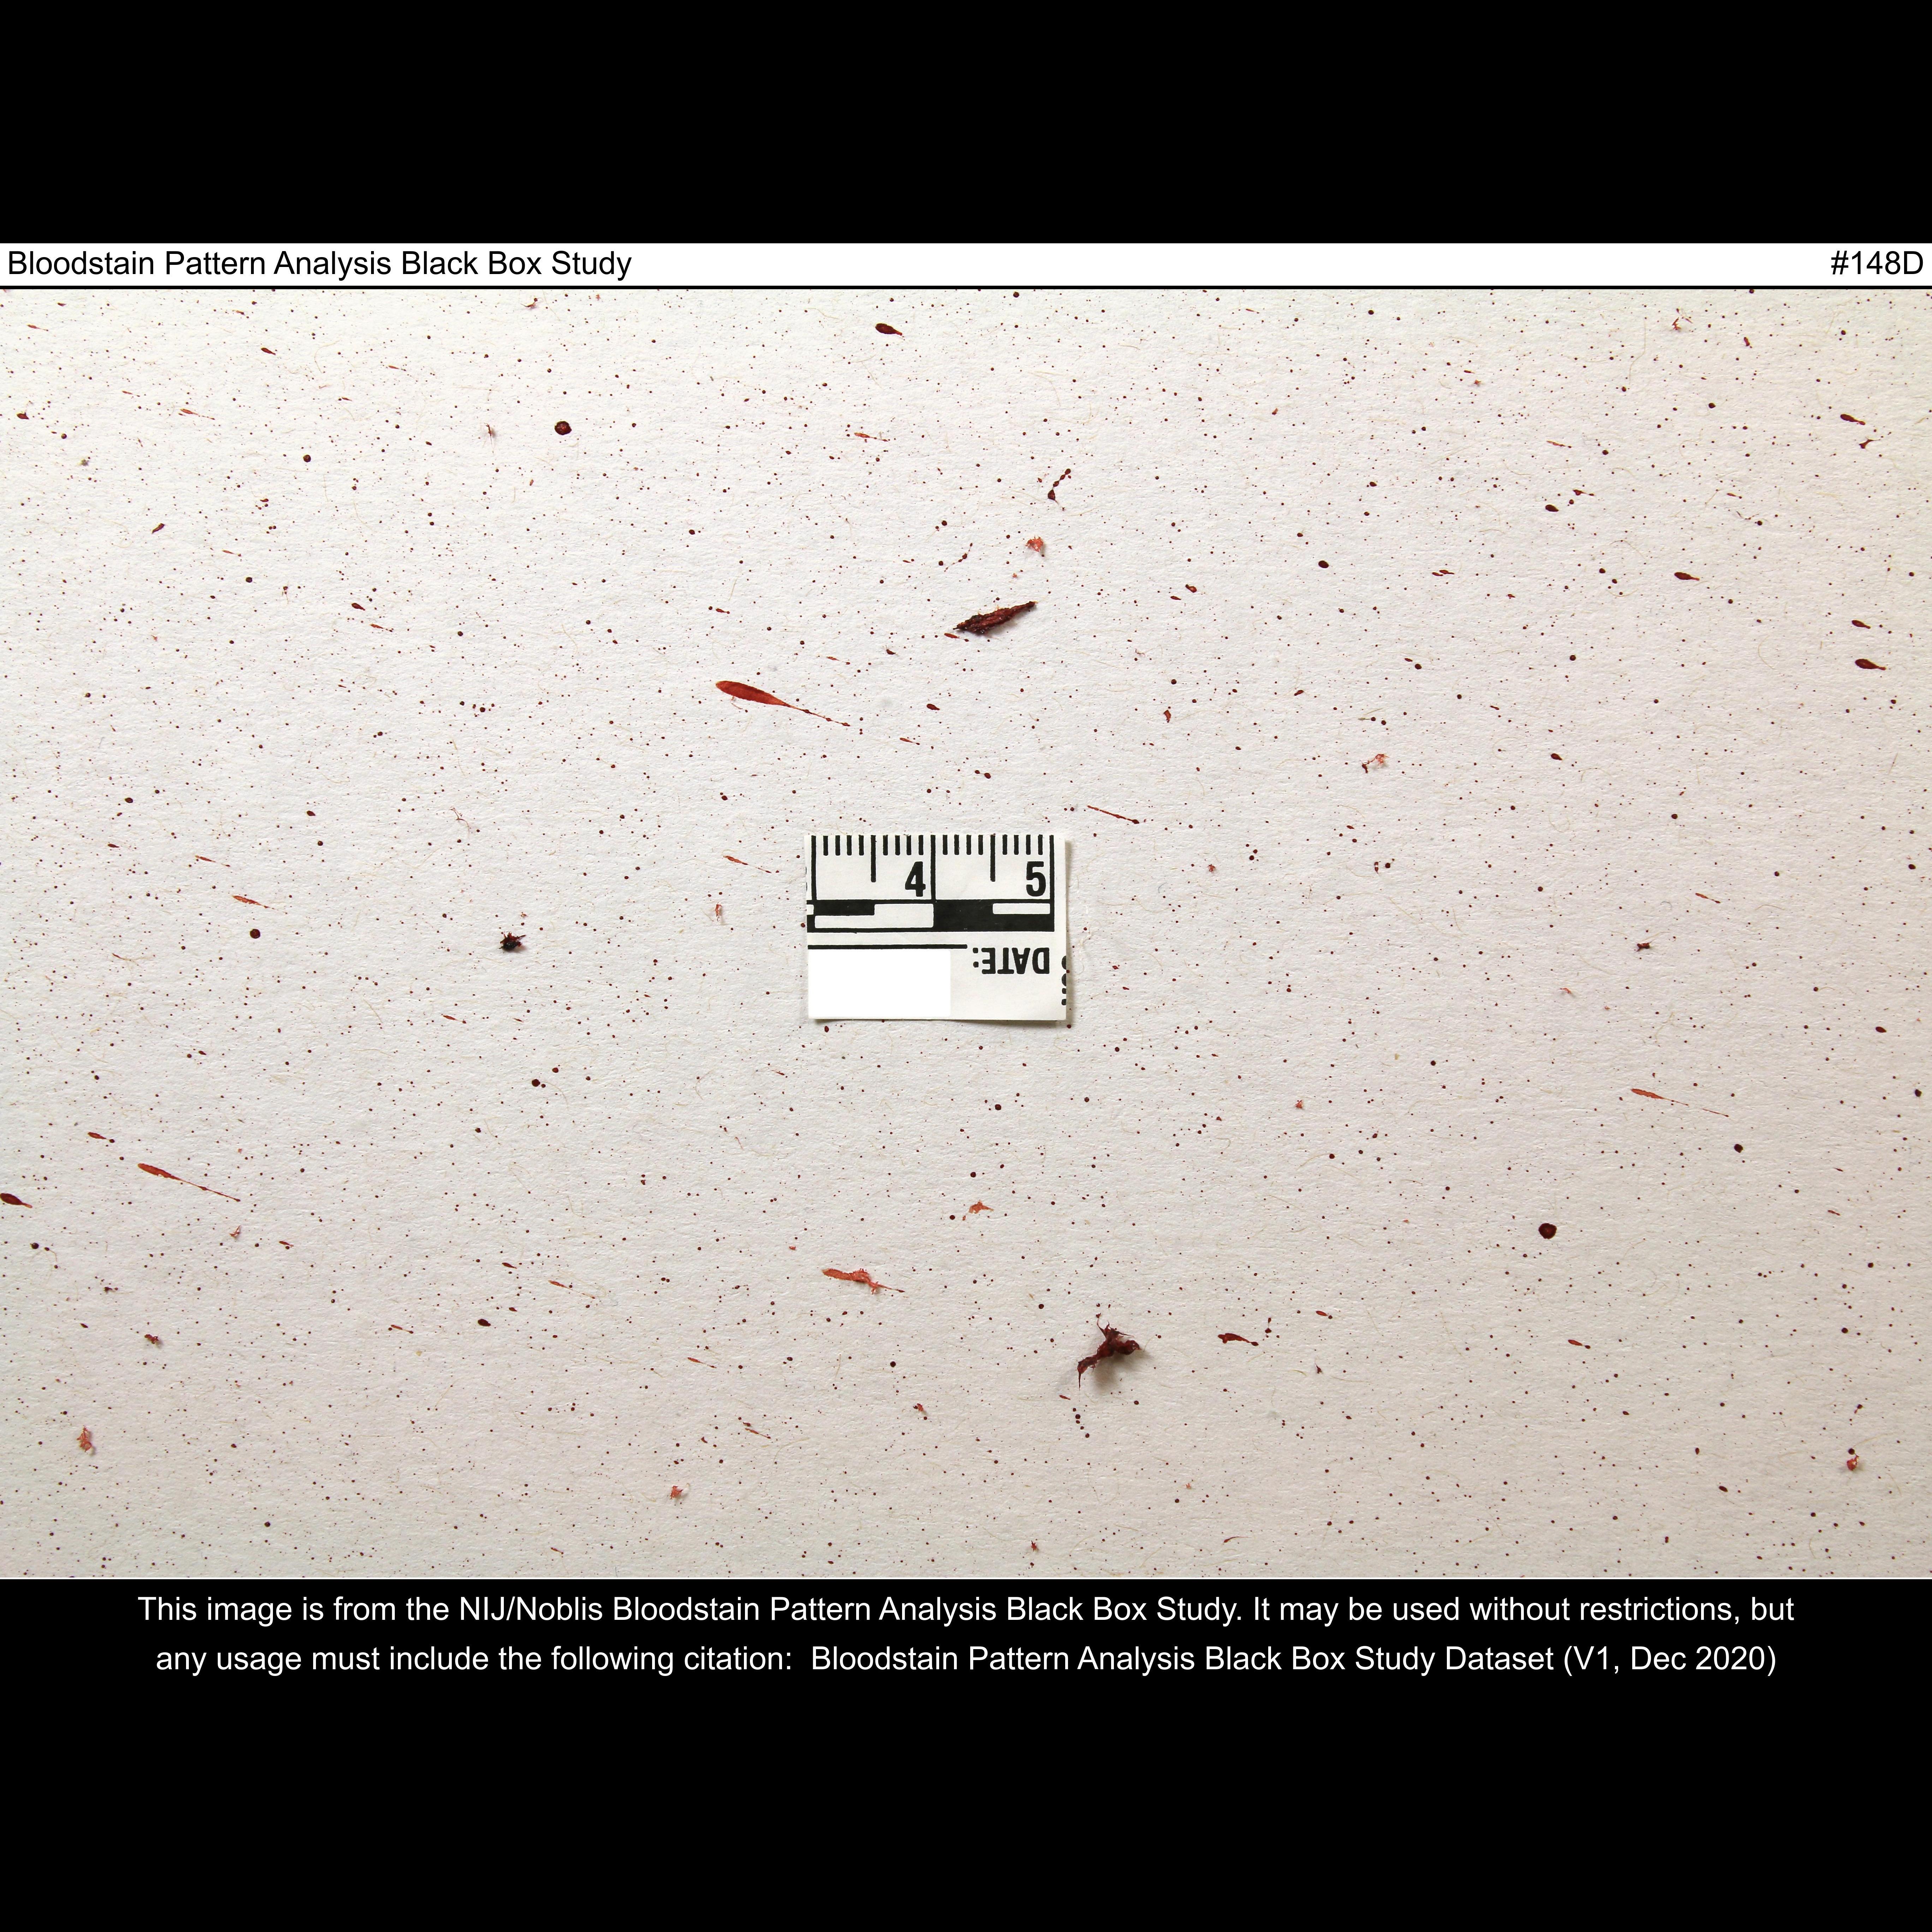 Bloodstain Pattern Analysis Black Box Study #148D
4 5
DATE:
This image is from the NIJ/Noblis Bloodstain Pattern Analysis Black Box Study. It may be used without restrictions, but
any usage must include the following citation: Bloodstain Pattern Analysis Black Box Study Dataset (V1, Dec 2020)